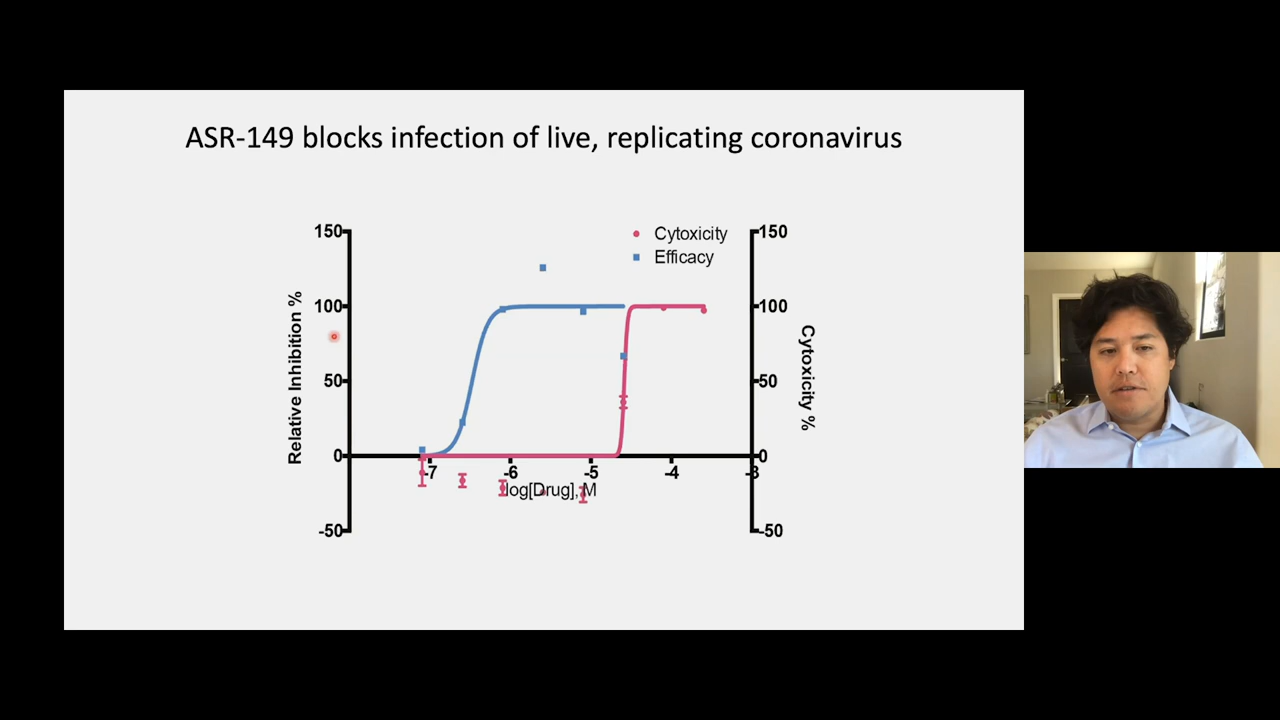 ASR-149 blocks infection of live, replicating coronavirus
150
100
50
0
-50
Relative Inhibition %
Cytoxicity
Efficacy
-7
-6
-5
-4
-3
log[Drug], M
150
100
50
0
-50
Cytoxicity %